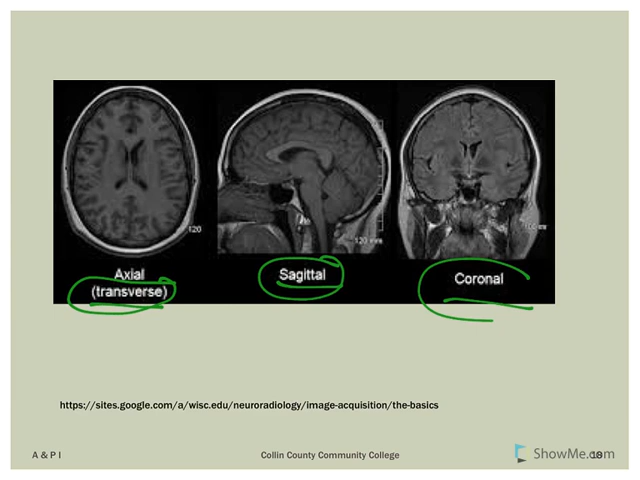 120
120 mm
Axial
(transverse)
Sagittal
Coronal
https://sites.google.com/a/wisc.edu/neuroradiology/image-acquisition/the-basics
A & P I
Collin County Community College
ShowMe.com